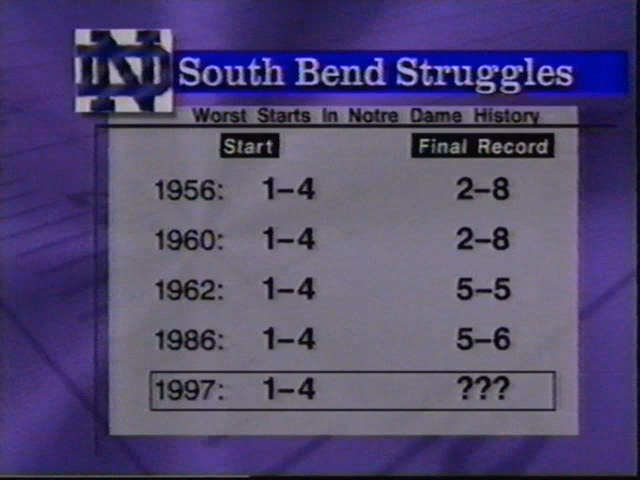 ND South Bend Struggles
Worst Starts In Notre Dame History
Start Final Record
1956: 1–4 2–8
1960: 1–4 2–8
1962: 1–4 5–5
1986: 1–4 5–6
1997: 1–4 ???